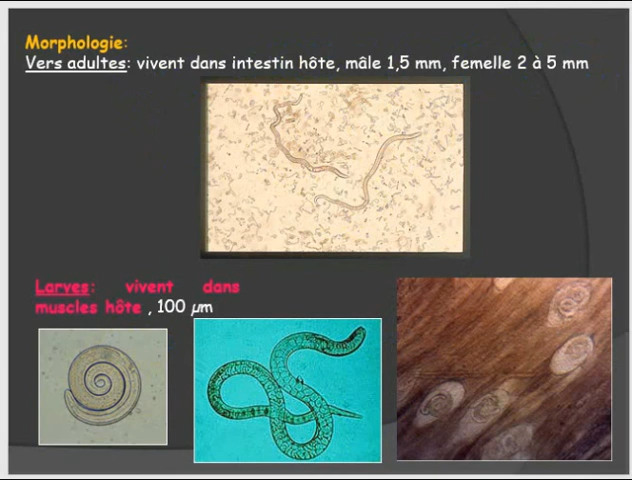 Morphologie:
Vers adultes: vivent dans intestin hôte, mâle 1,5 mm, femelle 2 à 5 mm
Larves: vivent dans
muscles hôte , 100 µm